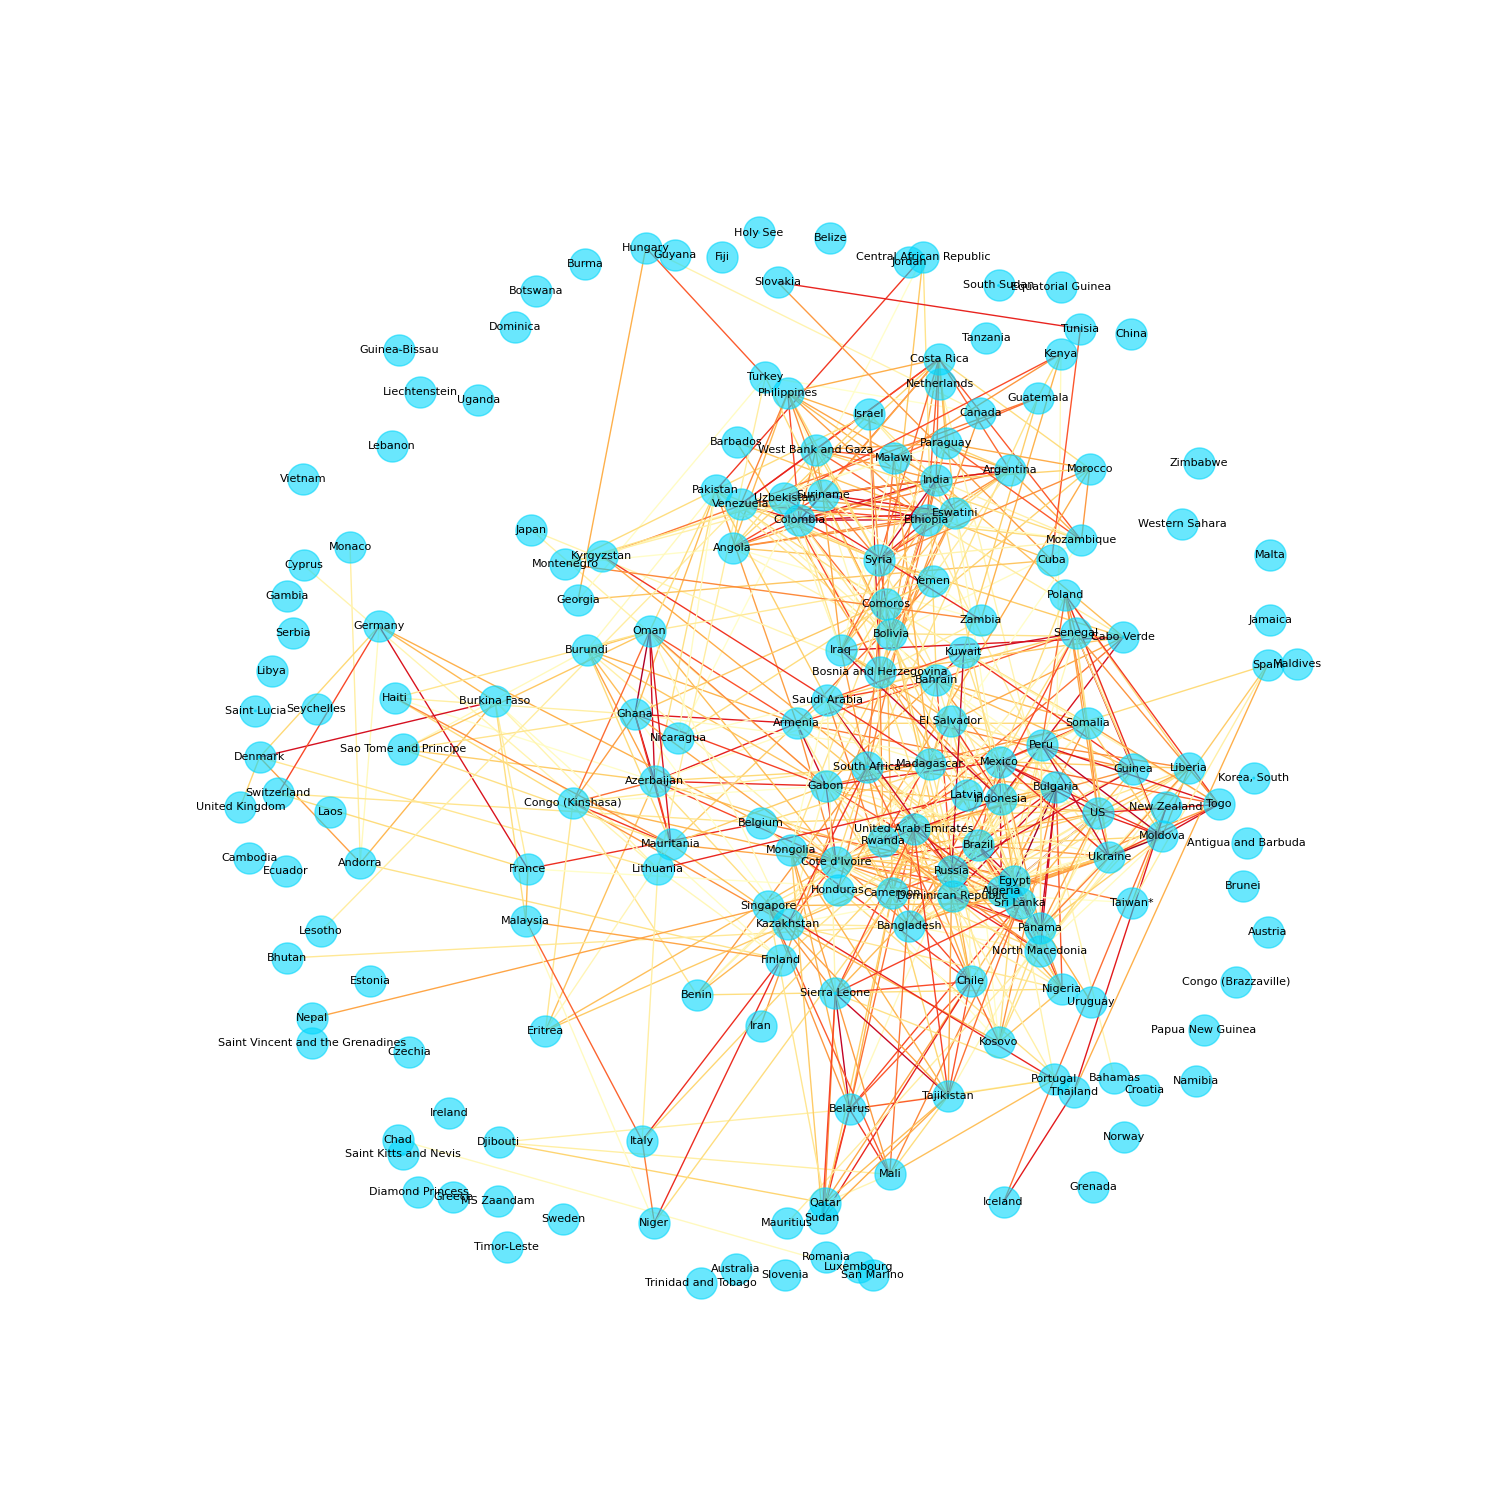 Holy See
Belize
Hungary
Guyana
Fiji
Central African Republic
Jordan
Burma
Slovakia
South Sudan
Equatorial Guinea
Botswana
Dominica
Tunisia
China
Tanzania
Guinea-Bissau
Kenya
Costa Rica
Turkey
Netherlands
Liechtenstein
Philippines
Uganda
Guatemala
Israel
Canada
Lebanon
Barbados
West Bank and Gaza
Paraguay
Malawi
Zimbabwe
Argentina
Morocco
Vietnam
India
Pakistan
Uzbekistan
Suriname
Venezuela
Colombia
Ethiopia
Eswatini
Western Sahara
Japan
Mozambique
Monaco
Angola
Malta
Kyrgyzstan
Cyprus
Montenegro
Syria
Cuba
Yemen
Gambia
Georgia
Poland
Comoros
Zambia
Jamaica
Germany
Serbia
Oman
Bolivia
Senegal
Cabo Verde
Burundi
Iraq
Kuwait
Libya
Bosnia and Herzegovina
Spain
Maldives
Bahrain
Haiti
Burkina Faso
Saudi Arabia
Saint Lucia
Seychelles
Ghana
Armenia
El Salvador
Somalia
Nicaragua
Sao Tome and Principe
Peru
Denmark
South Africa
Madagascar
Mexico
Guinea
Liberia
Korea, South
Azerbaijan
Gabon
Switzerland
Latvia
Indonesia
Bulgaria
United Kingdom
Congo (Kinshasa)
Laos
US
New Zealand
Togo
Belgium
United Arab Emirates
Moldova
Mauritania
Rwanda
Brazil
Antigua and Barbuda
Mongolia
Cambodia
Ecuador
Andorra
France
Lithuania
Cote d'Ivoire
Russia
Ukraine
Egypt
Brunei
Honduras
Cameroon
Algeria
Dominican Republic
Sri Lanka
Taiwan*
Singapore
Malaysia
Kazakhstan
Bangladesh
Panama
Lesotho
Austria
North Macedonia
Bhutan
Finland
Estonia
Chile
Congo (Brazzaville)
Benin
Sierra Leone
Nigeria
Uruguay
Nepal
Iran
Eritrea
Papua New Guinea
Saint Vincent and the Grenadines
Kosovo
Czechia
Portugal
Bahamas
Namibia
Thailand
Croatia
Tajikistan
Belarus
Ireland
Norway
Chad
Djibouti
Italy
Saint Kitts and Nevis
Mali
Grenada
Diamond Princess
Greece
MS Zaandam
Qatar
Iceland
Sweden
Niger
Mauritius
Sudan
Timor-Leste
Romania
Australia
Luxembourg
Slovenia
San Marino
Trinidad and Tobago